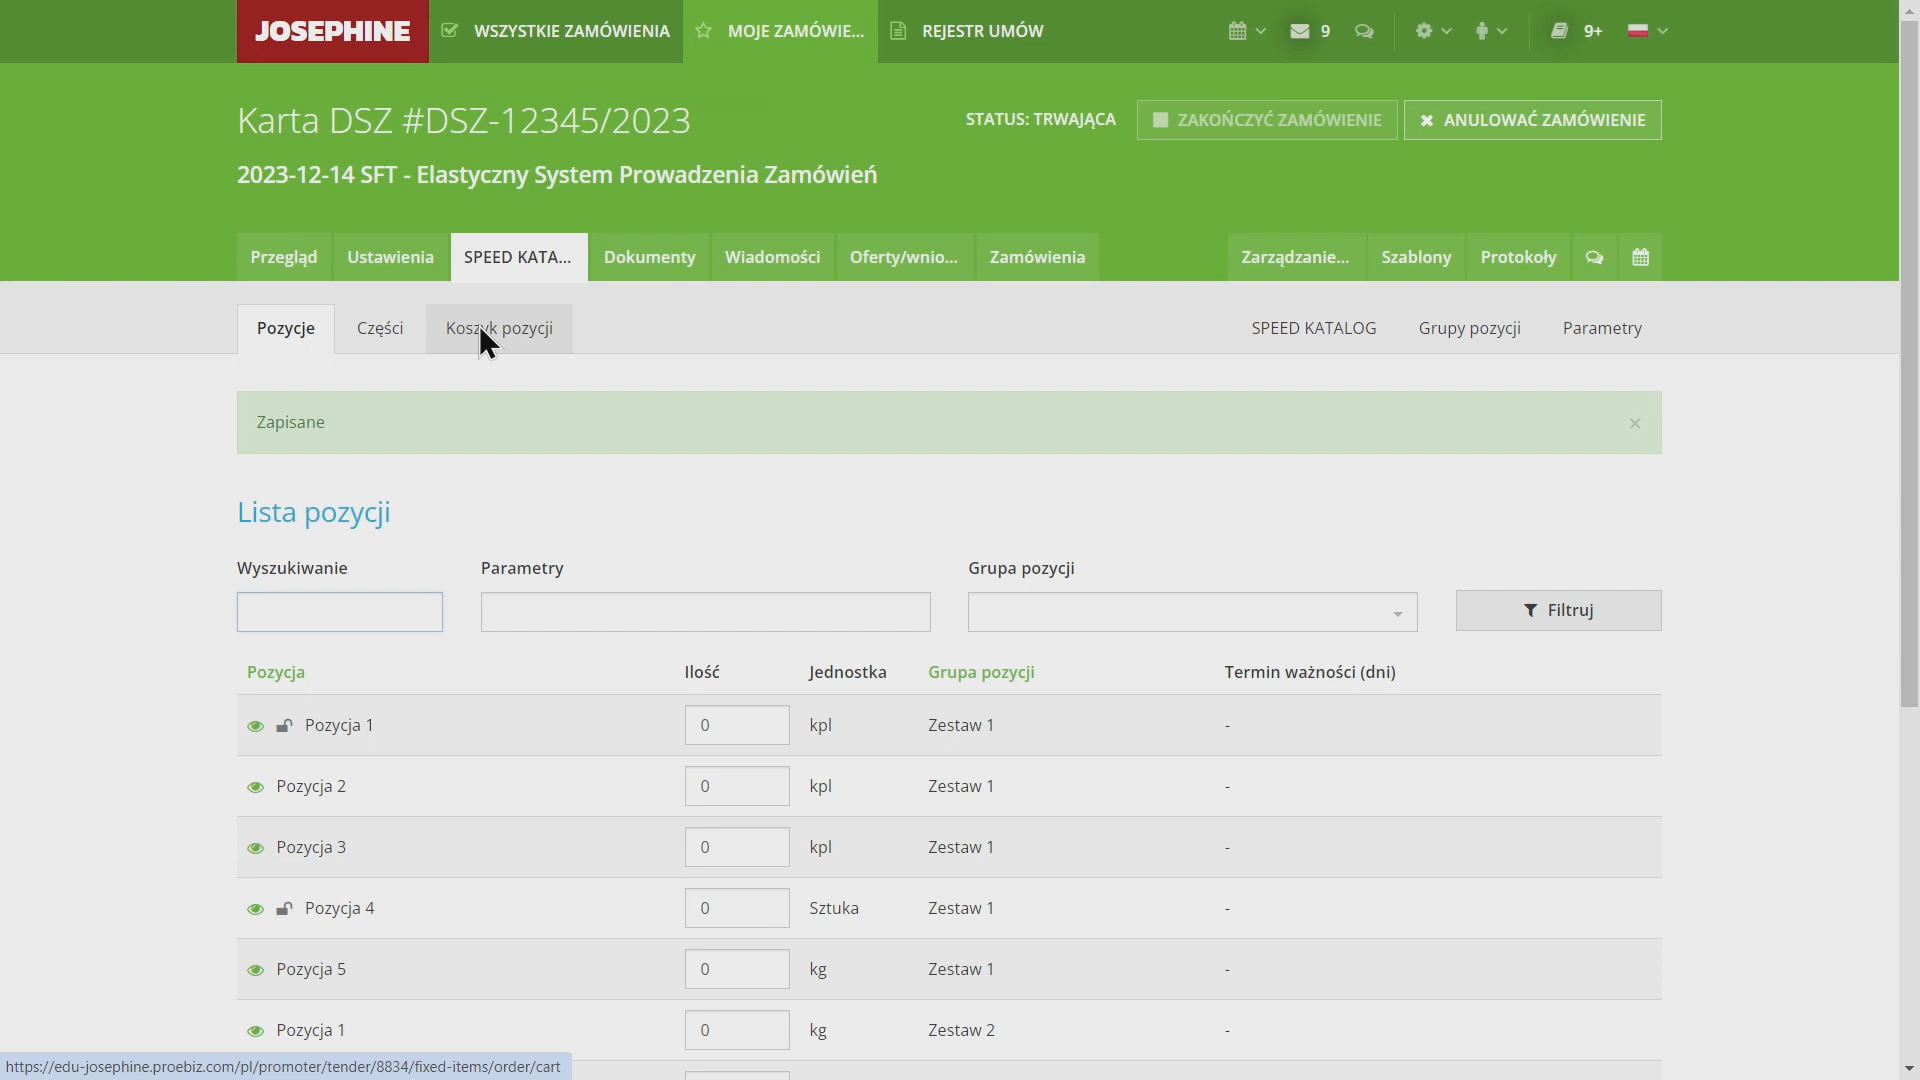 JOSEPHINE
WSZYSTKIE ZAMÓWIENIA
MOJE ZAMÓWIE...
REJESTR UMÓW
9
9+
Karta DSZ #DSZ-12345/2023
STATUS: TRWAJĄCA
ZAKOŃCZYĆ ZAMÓWIENIE
ANULOWAĆ ZAMÓWIENIE
2023-12-14 SFT - Elastyczny System Prowadzenia Zamówień
Przegląd
Ustawienia
SPEED KATA...
Dokumenty
Wiadomości
Oferty/wnio...
Zamówienia
Zarządzanie...
Szablony
Protokoły
Pozycje
Części
Koszyk pozycji
SPEED KATALOG
Grupy pozycji
Parametry
Zapisane
×
Lista pozycji
Wyszukiwanie
Parametry
Grupa pozycji
Filtruj
Pozycja Ilość Jednostka Grupa pozycji Termin ważności (dni)
Pozycja 1 0 kpl Zestaw 1 -
Pozycja 2 0 kpl Zestaw 1 -
Pozycja 3 0 kpl Zestaw 1 -
Pozycja 4 0 Sztuka Zestaw 1 -
Pozycja 5 0 kg Zestaw 1 -
Pozycja 1 0 kg Zestaw 2 -
https://edu-josephine.proebiz.com/pl/promoter/tender/8834/fixed-items/order/cart